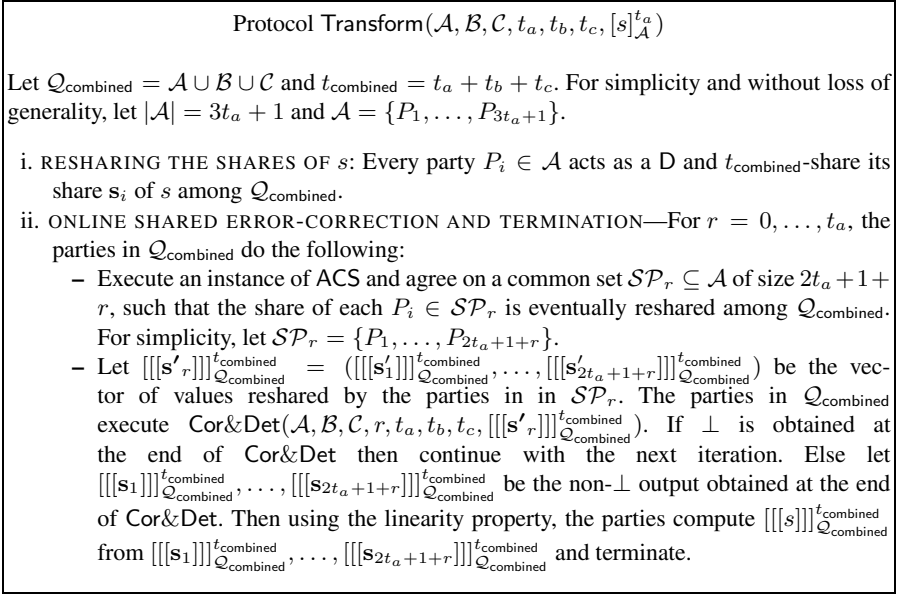 Protocol Transform(𝒜, ℬ, 𝒞, t_a, t_b, t_c, [s]^{t_a}_𝒜)
Let 𝒬_combined = 𝒜 ∪ ℬ ∪ 𝒞 and t_combined = t_a + t_b + t_c. For simplicity and without loss of
generality, let |𝒜| = 3t_a + 1 and 𝒜 = {P_1, . . . , P_{3t_a+1}}.
i. RESHARING THE SHARES OF s: Every party P_i ∈ 𝒜 acts as a D and t_combined-share its
share 𝐬_i of s among 𝒬_combined.
ii. ONLINE SHARED ERROR-CORRECTION AND TERMINATION—For r = 0, . . . , t_a, the
parties in 𝒬_combined do the following:
– Execute an instance of ACS and agree on a common set 𝒮𝒫_r ⊆ 𝒜 of size 2t_a + 1 +
r, such that the share of each P_i ∈ 𝒮𝒫_r is eventually reshared among 𝒬_combined.
For simplicity, let 𝒮𝒫_r = {P_1, . . . , P_{2t_a+1+r}}.
– Let [[[𝐬′_r]]]^{t_combined}_{𝒬_combined} = ([[[𝐬′_1]]]^{t_combined}_{𝒬_combined}, . . . , [[[𝐬′_{2t_a+1+r}]]]^{t_combined}_{𝒬_combined}) be the vec-
tor of values reshared by the parties in in 𝒮𝒫_r. The parties in 𝒬_combined
execute Cor&Det(𝒜, ℬ, 𝒞, r, t_a, t_b, t_c, [[[𝐬′_r]]]^{t_combined}_{𝒬_combined}). If ⊥ is obtained at
the end of Cor&Det then continue with the next iteration. Else let
[[[𝐬_1]]]^{t_combined}_{𝒬_combined}, . . . , [[[𝐬_{2t_a+1+r}]]]^{t_combined}_{𝒬_combined} be the non-⊥ output obtained at the end
of Cor&Det. Then using the linearity property, the parties compute [[[s]]]^{t_combined}_{𝒬_combined}
from [[[𝐬_1]]]^{t_combined}_{𝒬_combined}, . . . , [[[𝐬_{2t_a+1+r}]]]^{t_combined}_{𝒬_combined} and terminate.